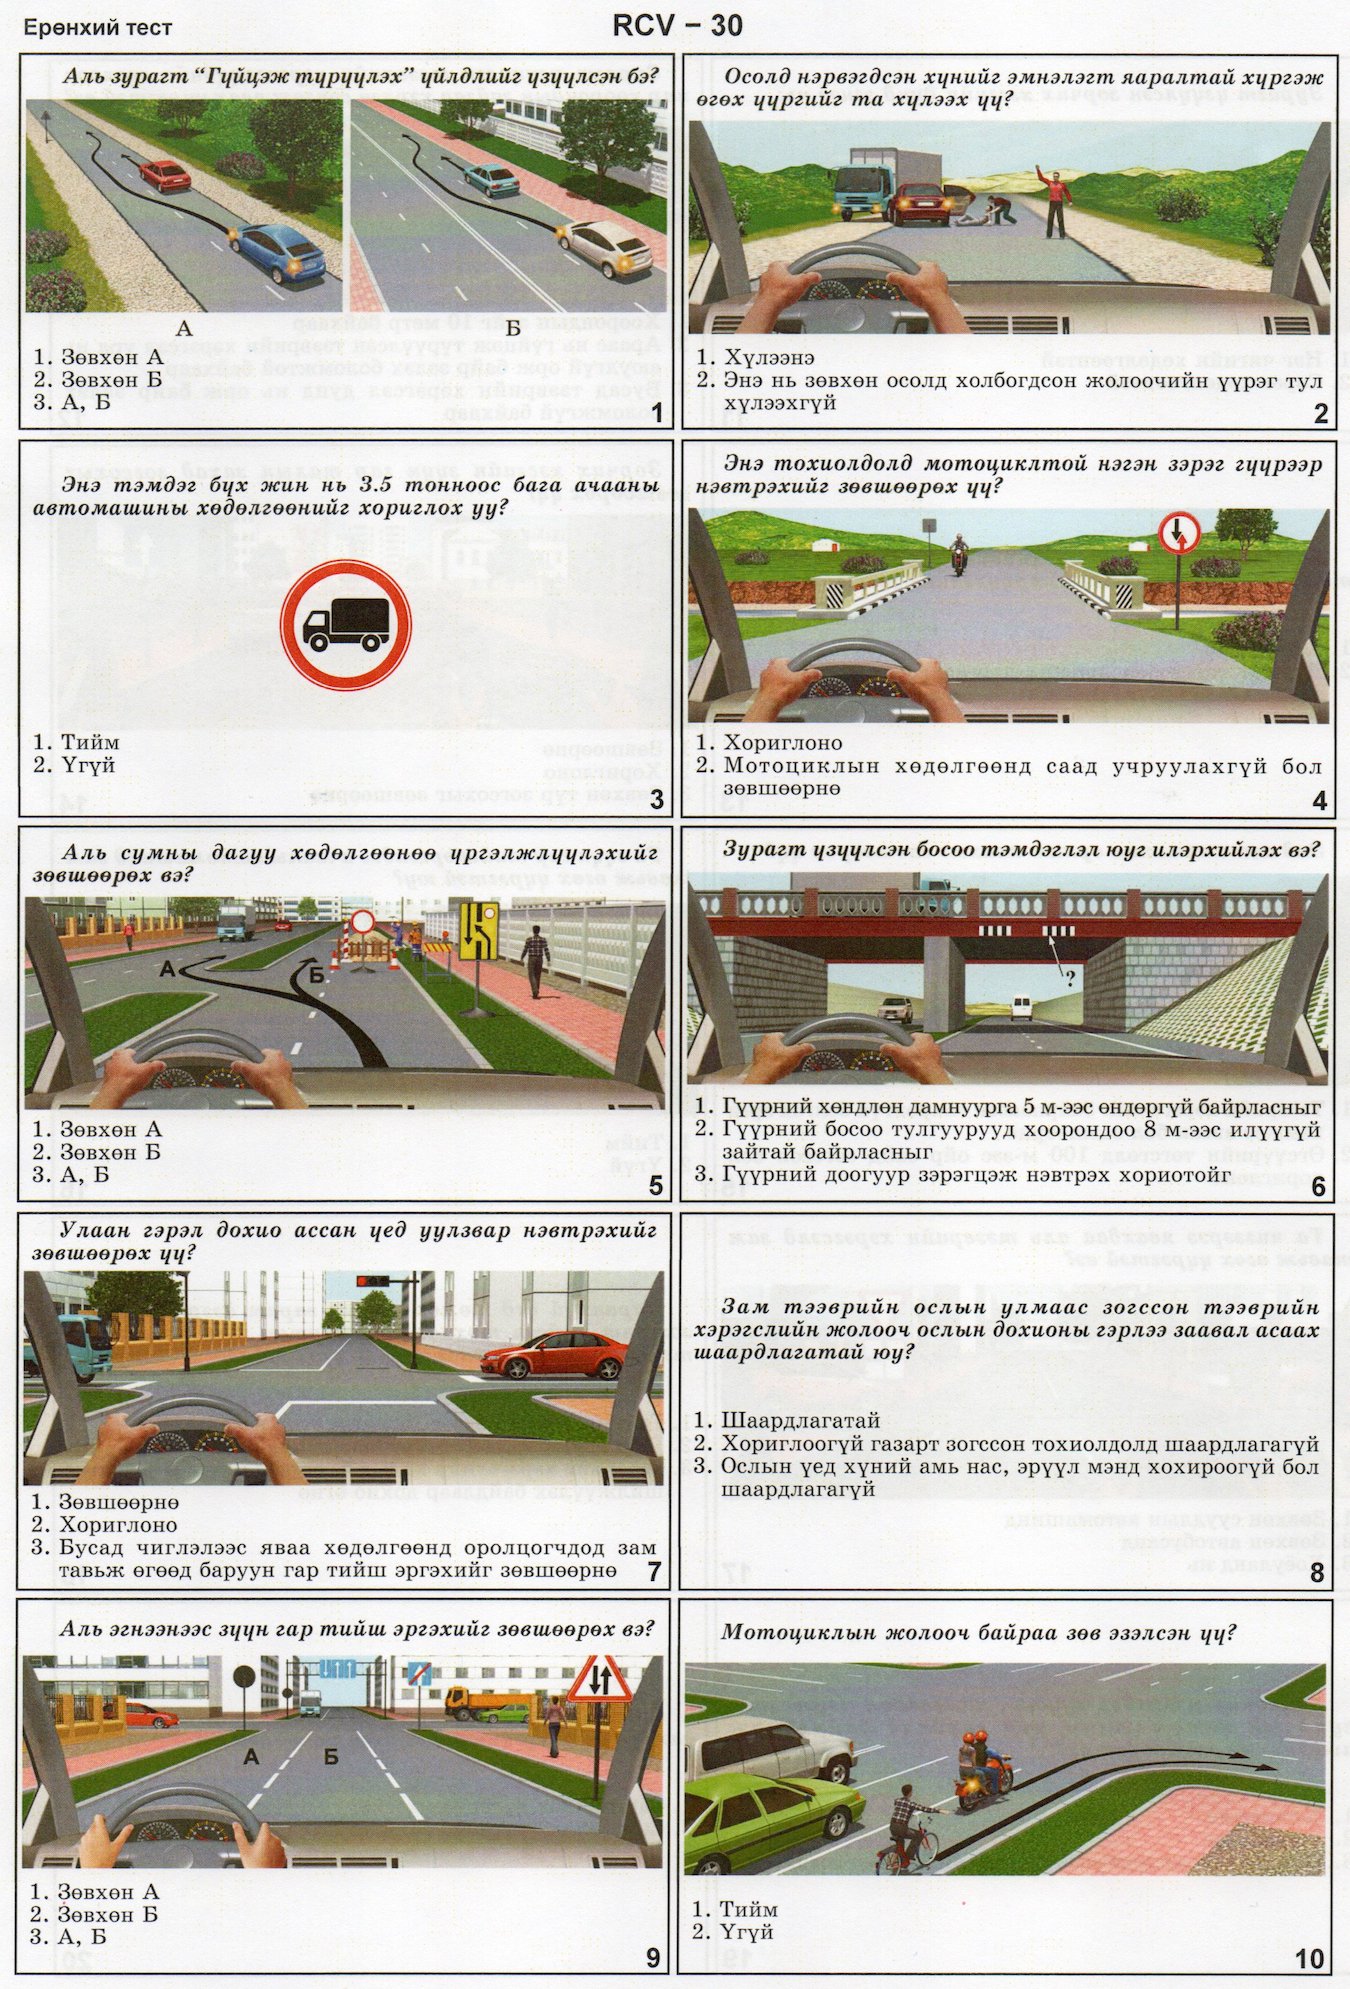 Ерөнхий тест
RCV – 30
Аль зурагт “Гүйцэж түрүүлэх” үйлдлийг үзүүлсэн бэ?
А
Б
1. Зөвхөн А
2. Зөвхөн Б
3. А, Б
1
Осолд нэрвэгдсэн хүнийг эмнэлэгт яаралтай хүргэж
өгөх үүргийг та хүлээх үү?
1. Хүлээнэ
2. Энэ нь зөвхөн осолд холбогдсон жолоочийн үүрэг тул
хүлээхгүй
2
Энэ тэмдэг бүх жин нь 3.5 тонноос бага ачааны
автомашины хөдөлгөөнийг хориглох уу?
1. Тийм
2. Үгүй
3
Энэ тохиолдолд мотоциклтой нэгэн зэрэг гүүрээр
нэвтрэхийг зөвшөөрөх үү?
1. Хориглоно
2. Мотоциклын хөдөлгөөнд саад учруулахгүй бол
зөвшөөрнө
4
Аль сумны дагуу хөдөлгөөнөө үргэлжлүүлэхийг
зөвшөөрөх вэ?
А
Б
1. Зөвхөн А
2. Зөвхөн Б
3. А, Б
5
Зурагт үзүүлсэн босоо тэмдэглэл юуг илэрхийлэх вэ?
?
1. Гүүрний хөндлөн дамнуурга 5 м-ээс өндөргүй байрласныг
2. Гүүрний босоо тулгуурууд хоорондоо 8 м-ээс илүүгүй
зайтай байрласныг
3. Гүүрний доогуур зэрэгцэж нэвтрэх хориотойг
6
Улаан гэрэл дохио ассан үед уулзвар нэвтрэхийг
зөвшөөрөх үү?
1. Зөвшөөрнө
2. Хориглоно
3. Бусад чиглэлээс яваа хөдөлгөөнд оролцогчдод зам
тавьж өгөөд баруун гар тийш эргэхийг зөвшөөрнө
7
Зам тээврийн ослын улмаас зогссон тээврийн
хэрэгслийн жолооч ослын дохионы гэрлээ заавал асаах
шаардлагатай юу?
1. Шаардлагатай
2. Хориглоогүй газарт зогссон тохиолдолд шаардлагагүй
3. Ослын үед хүний амь нас, эрүүл мэнд хохироогүй бол
шаардлагагүй
8
Аль эгнээнээс зүүн гар тийш эргэхийг зөвшөөрөх вэ?
А
Б
1. Зөвхөн А
2. Зөвхөн Б
3. А, Б
9
Мотоциклын жолооч байраа зөв эзэлсэн үү?
1. Тийм
2. Үгүй
10